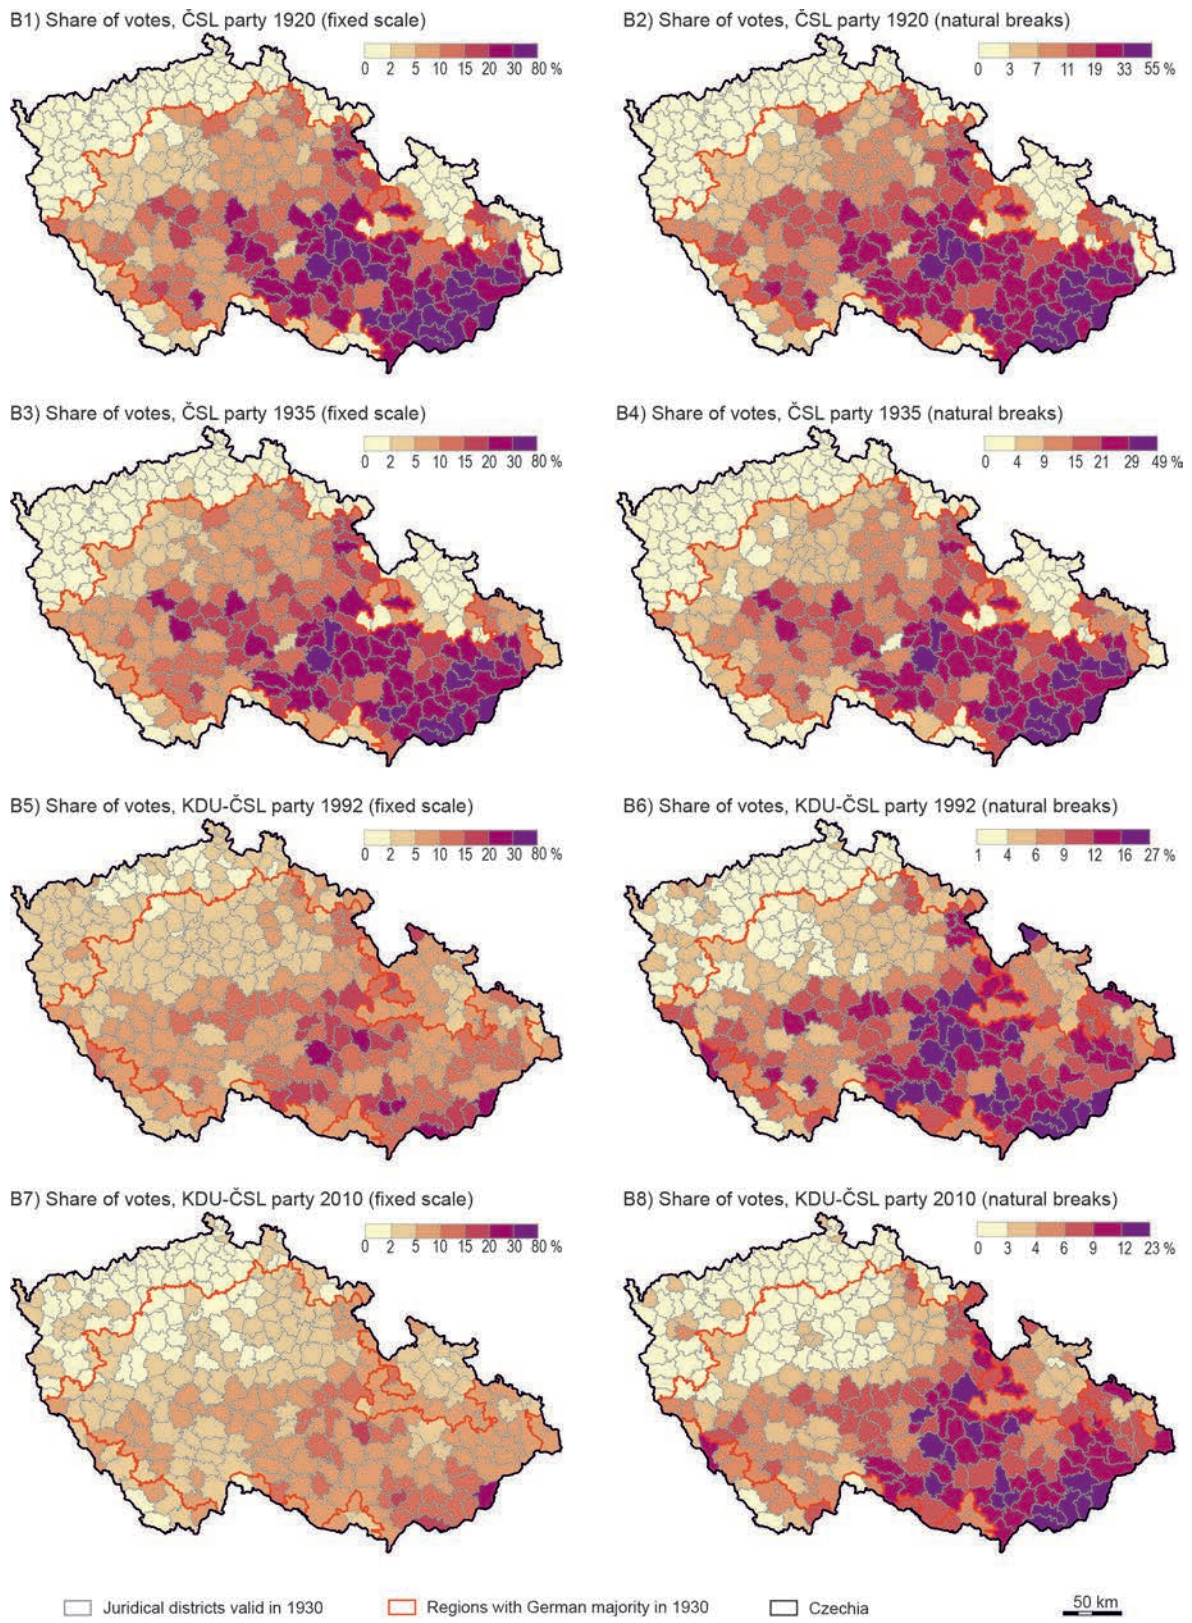 B1) Share of votes, ČSL party 1920 (fixed scale)
0 2 5 10 15 20 30 80 %
B2) Share of votes, ČSL party 1920 (natural breaks)
0 3 7 11 19 33 55 %
B3) Share of votes, ČSL party 1935 (fixed scale)
0 2 5 10 15 20 30 80 %
B4) Share of votes, ČSL party 1935 (natural breaks)
0 4 9 15 21 29 49 %
B5) Share of votes, KDU-ČSL party 1992 (fixed scale)
0 2 5 10 15 20 30 80 %
B6) Share of votes, KDU-ČSL party 1992 (natural breaks)
1 4 6 9 12 16 27 %
B7) Share of votes, KDU-ČSL party 2010 (fixed scale)
0 2 5 10 15 20 30 80 %
B8) Share of votes, KDU-ČSL party 2010 (natural breaks)
0 3 4 6 9 12 23 %
Juridical districts valid in 1930
Regions with German majority in 1930
Czechia
50 km